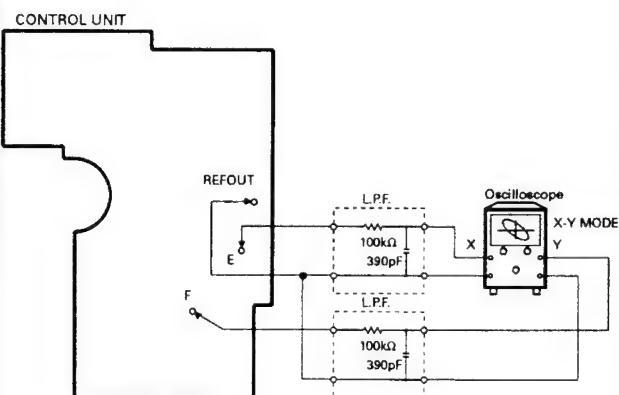 CONTROL UNIT
REFOUT
E
F
L.P.F.
100kΩ
390pF
L.P.F.
100kΩ
390pF
Oscilloscope
X-Y MODE
X
Y